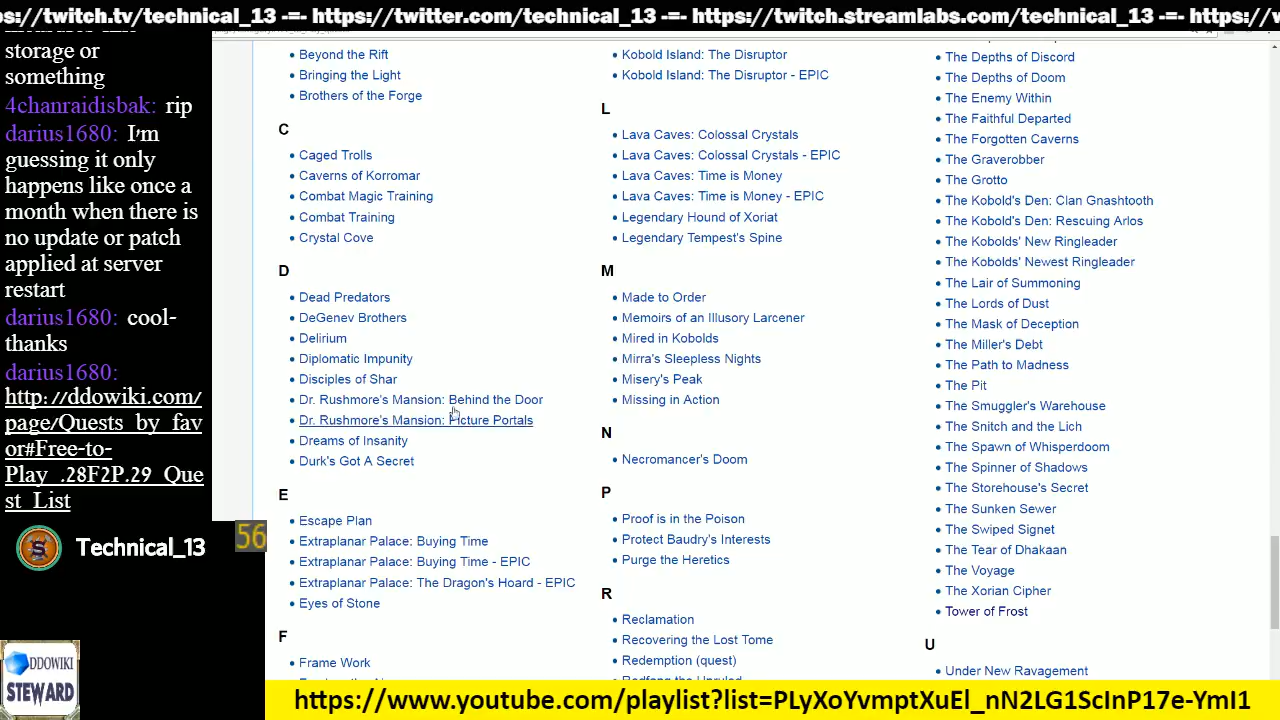 ps://twitch.tv/technical_13 -=- https://twitter.com/technical_13 -=- https://twitch.streamlabs.com/technical_13 -=- https://
storage or
something
4chanraidisbak: rip
darius1680: I'm
guessing it only
happens like once a
month when there is
no update or patch
applied at server
restart
darius1680: cool-
thanks
darius1680:
http://ddowiki.com/
page/Quests_by_fav
or#Free-to-
Play_.28F2P.29_Que
st_List
Technical_13
56
DDOWIKI
STEWARD
Beyond the Rift
Bringing the Light
Brothers of the Forge
C
Caged Trolls
Caverns of Korromar
Combat Magic Training
Combat Training
Crystal Cove
D
Dead Predators
DeGenev Brothers
Delirium
Diplomatic Impunity
Disciples of Shar
Dr. Rushmore's Mansion: Behind the Door
Dr. Rushmore's Mansion: Picture Portals
Dreams of Insanity
Durk's Got A Secret
E
Escape Plan
Extraplanar Palace: Buying Time
Extraplanar Palace: Buying Time - EPIC
Extraplanar Palace: The Dragon's Hoard - EPIC
Eyes of Stone
F
Frame Work
Kobold Island: The Disruptor
Kobold Island: The Disruptor - EPIC
L
Lava Caves: Colossal Crystals
Lava Caves: Colossal Crystals - EPIC
Lava Caves: Time is Money
Lava Caves: Time is Money - EPIC
Legendary Hound of Xoriat
Legendary Tempest's Spine
M
Made to Order
Memoirs of an Illusory Larcener
Mired in Kobolds
Mirra's Sleepless Nights
Misery's Peak
Missing in Action
N
Necromancer's Doom
P
Proof is in the Poison
Protect Baudry's Interests
Purge the Heretics
R
Reclamation
Recovering the Lost Tome
Redemption (quest)
The Depths of Discord
The Depths of Doom
The Enemy Within
The Faithful Departed
The Forgotten Caverns
The Graverobber
The Grotto
The Kobold's Den: Clan Gnashtooth
The Kobold's Den: Rescuing Arlos
The Kobolds' New Ringleader
The Kobolds' Newest Ringleader
The Lair of Summoning
The Lords of Dust
The Mask of Deception
The Miller's Debt
The Path to Madness
The Pit
The Smuggler's Warehouse
The Snitch and the Lich
The Spawn of Whisperdoom
The Spinner of Shadows
The Storehouse's Secret
The Sunken Sewer
The Swiped Signet
The Tear of Dhakaan
The Voyage
The Xorian Cipher
Tower of Frost
U
Under New Ravagement
https://www.youtube.com/playlist?list=PLyXoYvmptXuEl_nN2LG1ScInP17e-YmI1